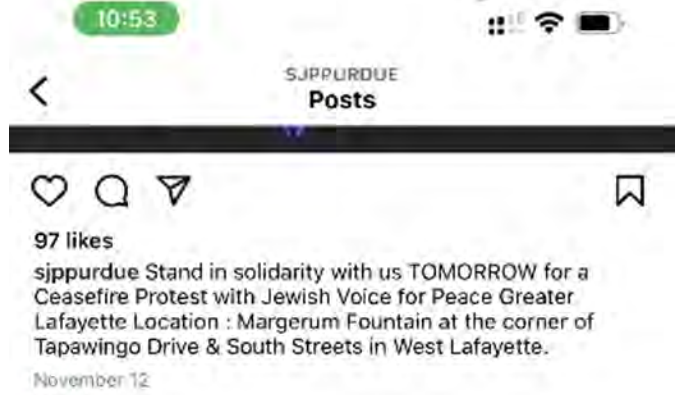 10:53
SJPPURDUE
Posts
97 likes
sjppurdue Stand in solidarity with us TOMORROW for a
Ceasefire Protest with Jewish Voice for Peace Greater
Lafayette Location : Margerum Fountain at the corner of
Tapawingo Drive & South Streets in West Lafayette.
November 12